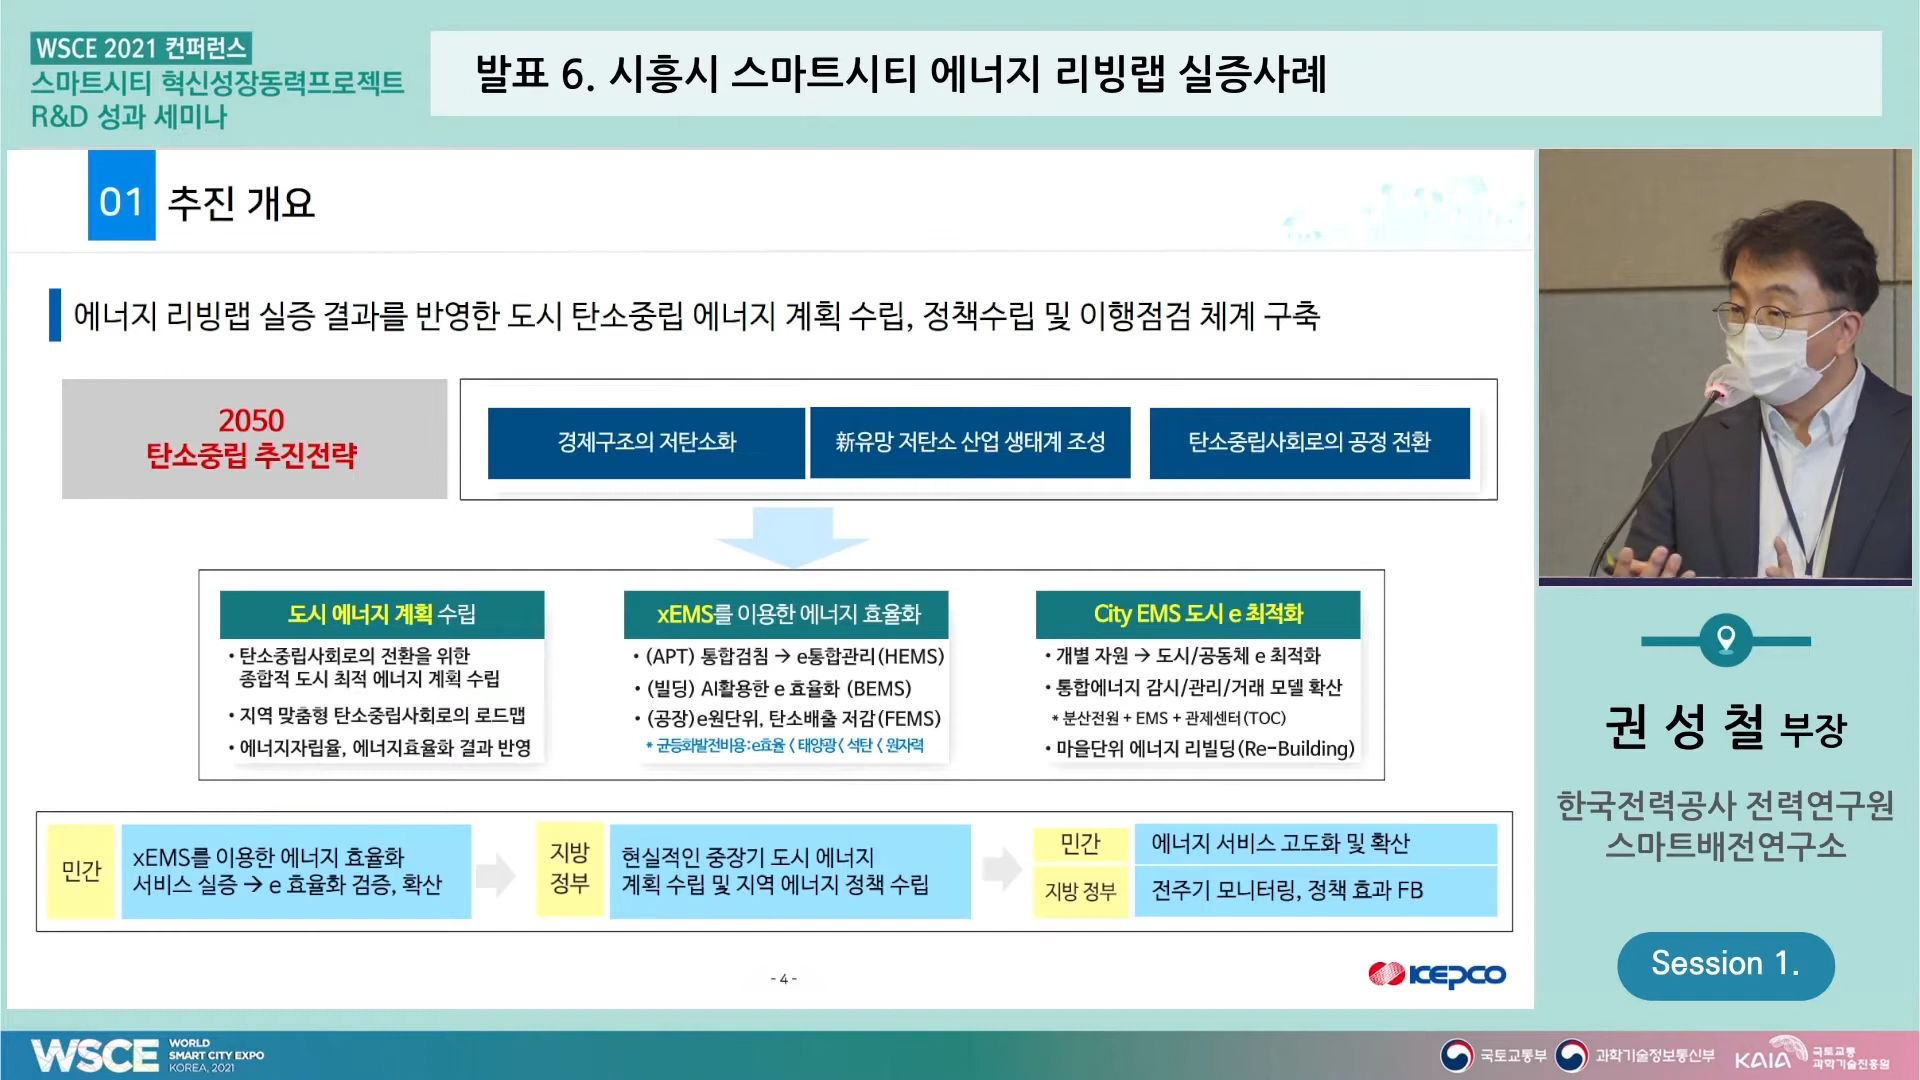 WSCE 2021 컨퍼런스
스마트시티 혁신성장동력프로젝트
R&D 성과 세미나
발표 6. 시흥시 스마트시티 에너지 리빙랩 실증사례
01 추진 개요
에너지 리빙랩 실증 결과를 반영한 도시 탄소중립 에너지 계획 수립, 정책수립 및 이행점검 체계 구축
2050
탄소중립 추진전략
경제구조의 저탄소화
新유망 저탄소 산업 생태계 조성
탄소중립사회로의 공정 전환
도시 에너지 계획 수립
• 탄소중립사회로의 전환을 위한
종합적 도시 최적 에너지 계획 수립
• 지역 맞춤형 탄소중립사회로의 로드맵
• 에너지자립율, 에너지효율화 결과 반영
xEMS를 이용한 에너지 효율화
• (APT) 통합검침 → e통합관리(HEMS)
• (빌딩) AI활용한 e 효율화 (BEMS)
• (공장)e원단위, 탄소배출 저감(FEMS)
* 균등화발전비용:e효율 < 태양광< 석탄 < 원자력
City EMS 도시 e 최적화
• 개별 자원 → 도시/공동체 e 최적화
• 통합에너지 감시/관리/거래 모델 확산
* 분산전원 + EMS + 관제센터(TOC)
• 마을단위 에너지 리빌딩(Re-Building)
민간
xEMS를 이용한 에너지 효율화
서비스 실증 → e 효율화 검증, 확산
지방
정부
현실적인 중장기 도시 에너지
계획 수립 및 지역 에너지 정책 수립
민간
에너지 서비스 고도화 및 확산
지방 정부
전주기 모니터링, 정책 효과 FB
- 4 -
KEPCO
권 성 철 부장
한국전력공사 전력연구원
스마트배전연구소
Session 1.
WSCE
WORLD
SMART CITY EXPO
KOREA, 2021
국토교통부
과학기술정보통신부
KAIA
국토교통
과학기술진흥원